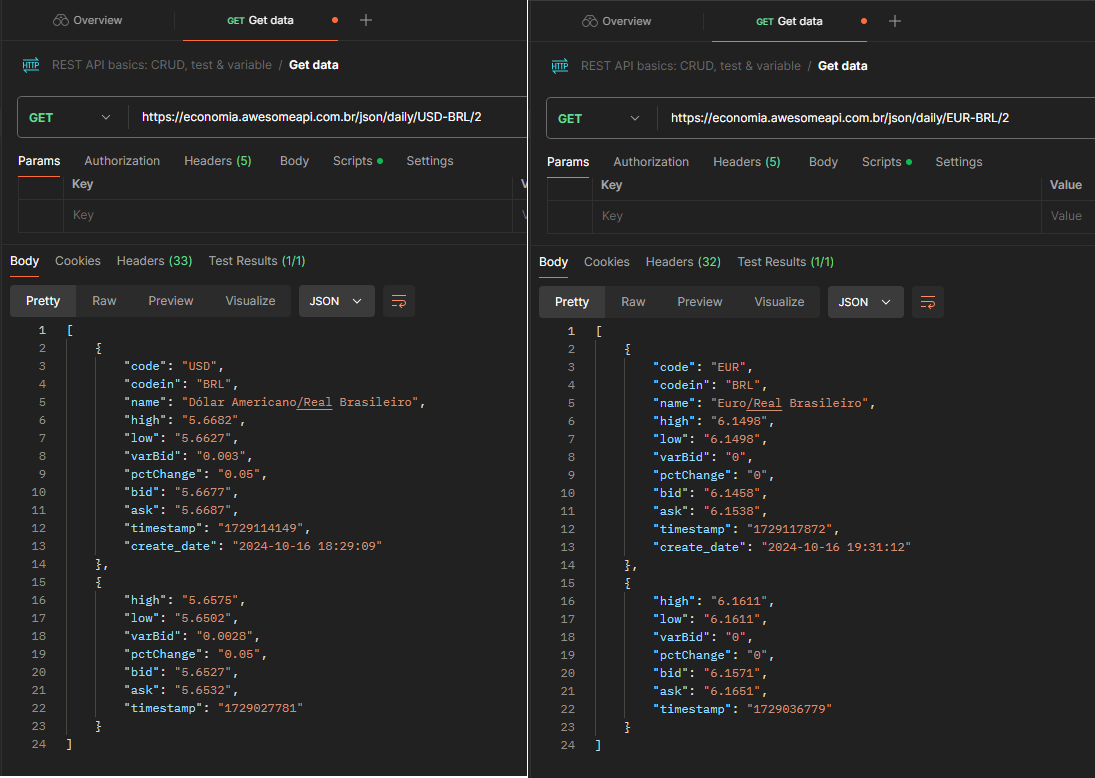 Overview
GET Get data
REST API basics: CRUD, test & variable / Get data
GET
https://economia.awesomeapi.com.br/json/daily/USD-BRL/2
Params Authorization Headers (5) Body Scripts Settings
Key V
Key V
Body Cookies Headers (33) Test Results (1/1)
Pretty Raw Preview Visualize JSON
1 [
2 {
3 "code": "USD",
4 "codein": "BRL",
5 "name": "Dólar Americano/Real Brasileiro",
6 "high": "5.6682",
7 "low": "5.6627",
8 "varBid": "0.003",
9 "pctChange": "0.05",
10 "bid": "5.6677",
11 "ask": "5.6687",
12 "timestamp": "1729114149",
13 "create_date": "2024-10-16 18:29:09"
14 },
15 {
16 "high": "5.6575",
17 "low": "5.6502",
18 "varBid": "0.0028",
19 "pctChange": "0.05",
20 "bid": "5.6527",
21 "ask": "5.6532",
22 "timestamp": "1729027781"
23 }
24 ]
Overview
GET Get data
REST API basics: CRUD, test & variable / Get data
GET
https://economia.awesomeapi.com.br/json/daily/EUR-BRL/2
Params Authorization Headers (5) Body Scripts Settings
Key Value
Key Value
Body Cookies Headers (32) Test Results (1/1)
Pretty Raw Preview Visualize JSON
1 [
2 {
3 "code": "EUR",
4 "codein": "BRL",
5 "name": "Euro/Real Brasileiro",
6 "high": "6.1498",
7 "low": "6.1498",
8 "varBid": "0",
9 "pctChange": "0",
10 "bid": "6.1458",
11 "ask": "6.1538",
12 "timestamp": "1729117872",
13 "create_date": "2024-10-16 19:31:12"
14 },
15 {
16 "high": "6.1611",
17 "low": "6.1611",
18 "varBid": "0",
19 "pctChange": "0",
20 "bid": "6.1571",
21 "ask": "6.1651",
22 "timestamp": "1729036779"
23 }
24 ]